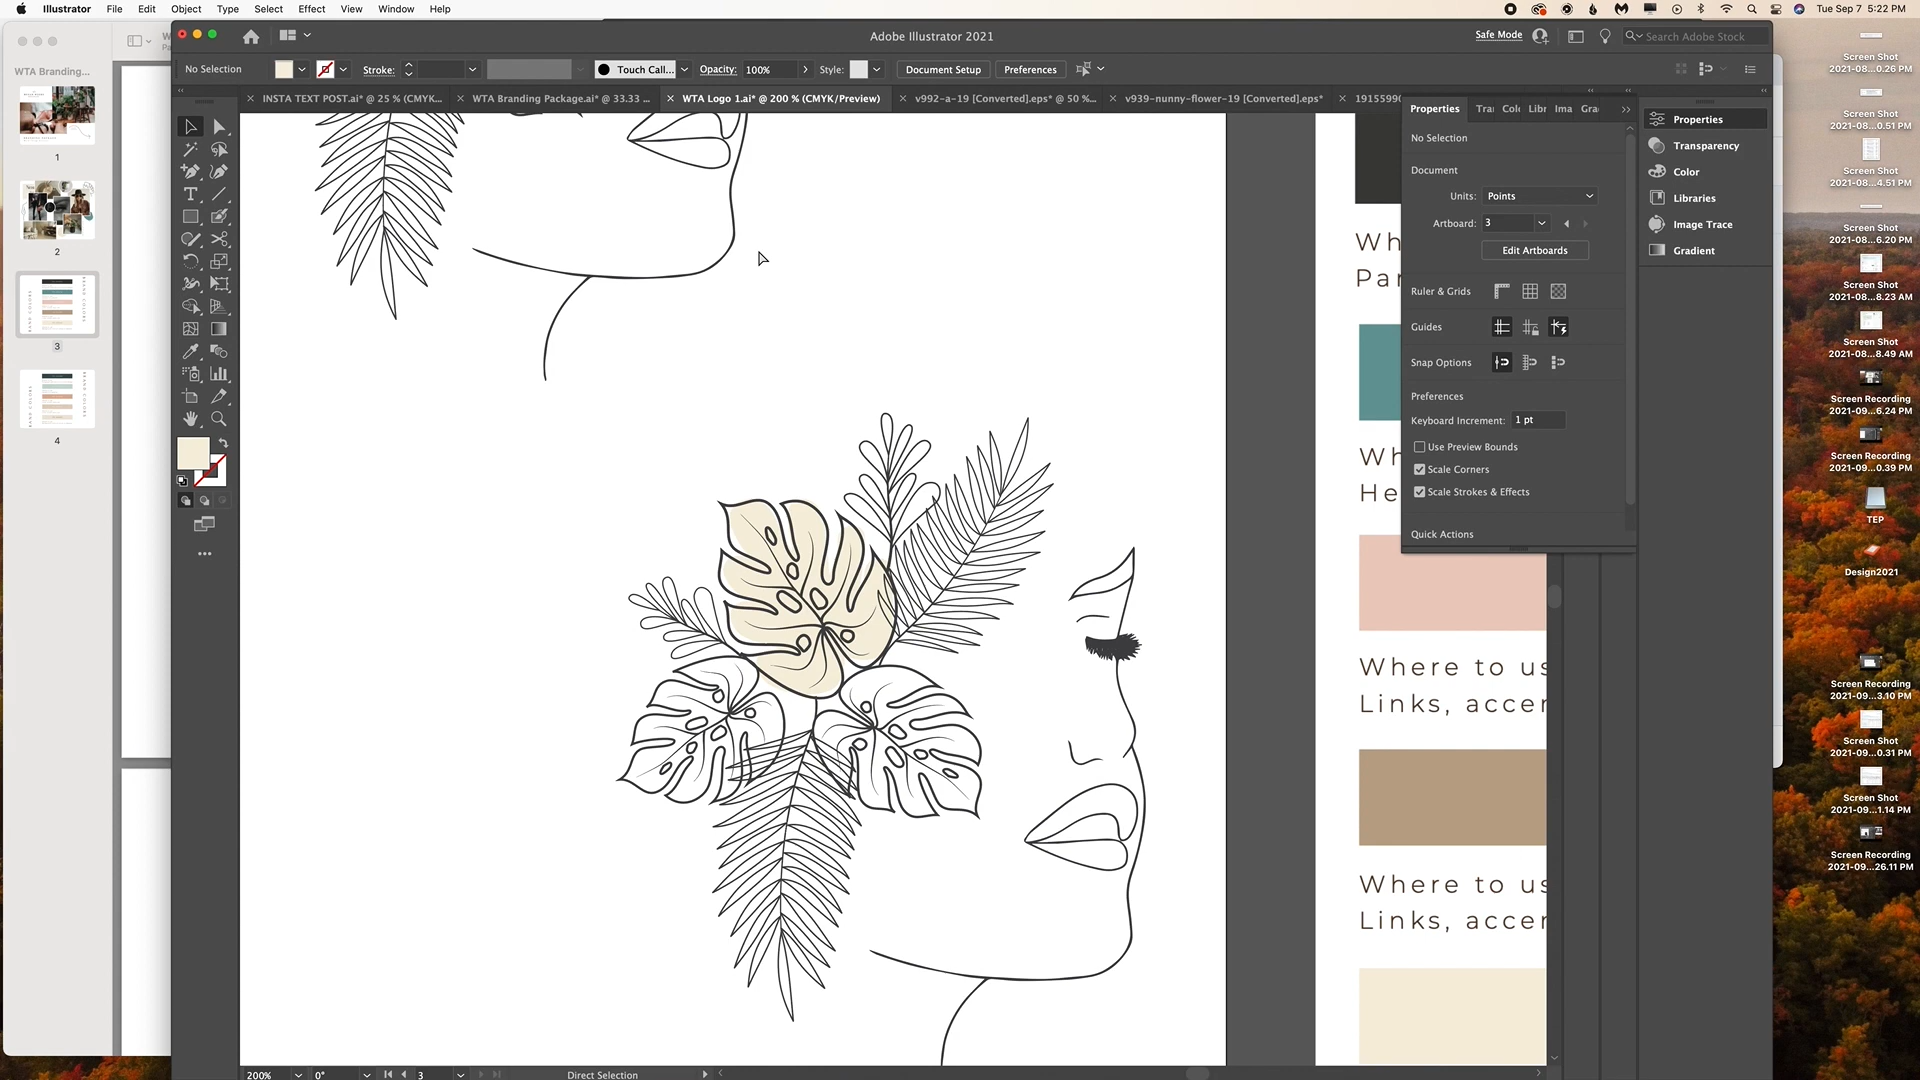 Illustrator File Edit Object Type Select Effect View Window Help
Tue Sep 7 5:22 PM
Adobe Illustrator 2021
Safe Mode
Search Adobe Stock
No Selection
Stroke:
Touch Call...
Opacity: 100%
Style:
Document Setup
Preferences
INSTA TEXT POST.ai* @ 25 % (CMYK...
WTA Branding Package.ai* @ 33.33 ...
WTA Logo 1.ai* @ 200 % (CMYK/Preview)
v992-a-19 [Converted].eps* @ 50 %...
v939-nunny-flower-19 [Converted].eps*
1915599
WTA Branding...
1
2
3
4
Properties
Tra
Colo
Libr
Ima
Gra
No Selection
Document
Units: Points
Artboard: 3
Edit Artboards
Ruler & Grids
Guides
Snap Options
Preferences
Keyboard Increment: 1 pt
Use Preview Bounds
Scale Corners
Scale Strokes & Effects
Quick Actions
Properties
Transparency
Color
Libraries
Image Trace
Gradient
Wh
Par
Wh
He
Where to us
Links, accer
Where to us
Links, accer
Screen Shot
2021-08...0.26 PM
Screen Shot
2021-08...0.51 PM
Screen Shot
2021-08...4.51 PM
Screen Shot
2021-08...6.20 PM
Screen Shot
2021-08...8.23 AM
Screen Shot
2021-08...8.49 AM
Screen Recording
2021-09...6.24 PM
Screen Recording
2021-09...0.39 PM
TEP
Design2021
Screen Recording
2021-09...3.10 PM
Screen Shot
2021-09...0.31 PM
Screen Shot
2021-09...1.14 PM
Screen Recording
2021-09...26.11 PM
200%
0°
3
Direct Selection